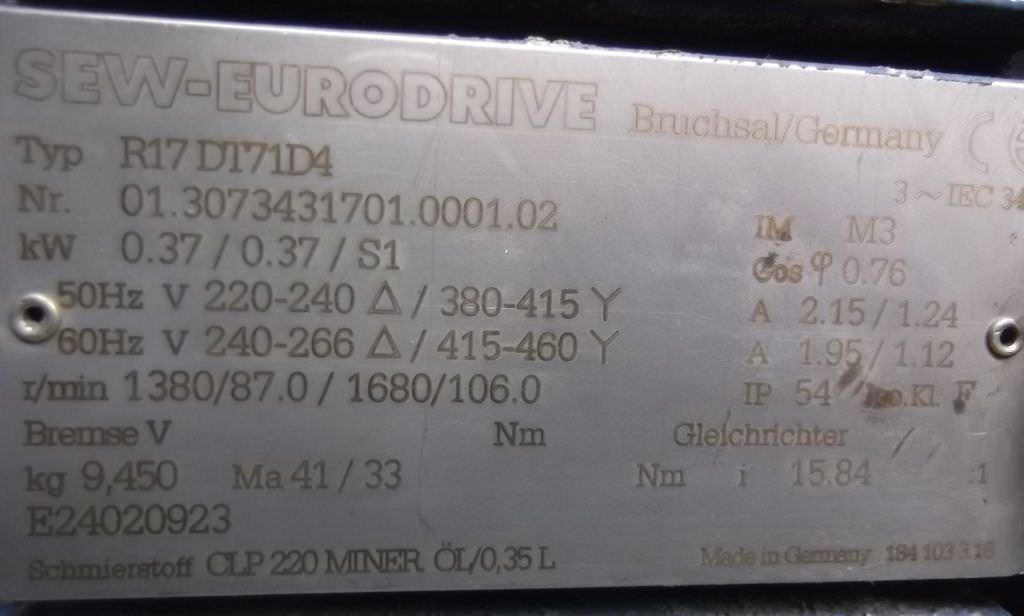 SEW-EURODRIVE Bruchsal/Germany CE
Typ R17 DT71D4 3 ~ IEC 34
Nr. 01.3073431701.0001.02 IM M3
kW 0.37 / 0.37 / S1 Cos φ 0.76
50Hz V 220-240 Δ / 380-415 Y A 2.15 / 1.24
60Hz V 240-266 Δ / 415-460 Y A 1.95 / 1.12
r/min 1380/87.0 / 1680/106.0 IP 54 Iso.Kl. F
Bremse V Nm Gleichrichter
kg 9,450 Ma 41 / 33 Nm i 15.84 :1
E24020923
Schmierstoff CLP 220 MINER. ÖL/0,35 L Made in Germany 184 103 3.16